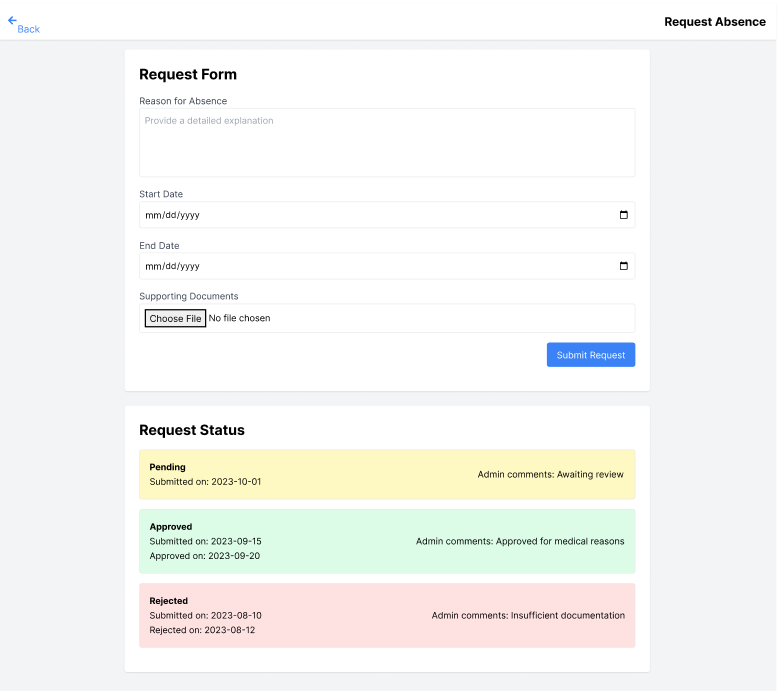 Back
Request Absence
Request Form
Reason for Absence
Provide a detailed explanation
Start Date
mm/dd/yyyy
End Date
mm/dd/yyyy
Supporting Documents
Choose File No file chosen
Submit Request
Request Status
Pending
Submitted on: 2023-10-01
Admin comments: Awaiting review
Approved
Submitted on: 2023-09-15
Approved on: 2023-09-20
Admin comments: Approved for medical reasons
Rejected
Submitted on: 2023-08-10
Rejected on: 2023-08-12
Admin comments: Insufficient documentation